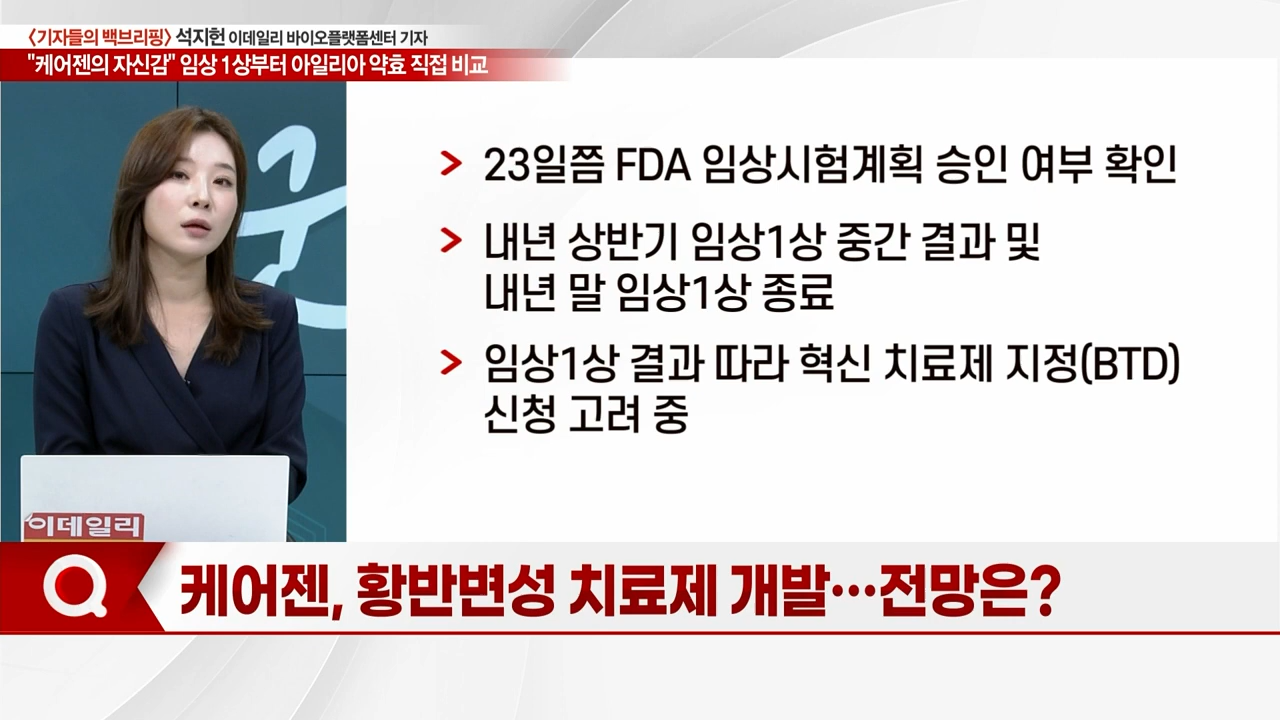 <기자들의 백브리핑> 석지헌 이데일리 바이오플랫폼센터 기자
"케어젠의 자신감" 임상 1상부터 아일리아 약효 직접 비교
> 23일쯤 FDA 임상시험계획 승인 여부 확인
> 내년 상반기 임상1상 중간 결과 및
내년 말 임상1상 종료
> 임상1상 결과 따라 혁신 치료제 지정(BTD)
신청 고려 중
이데일리
Q 케어젠, 황반변성 치료제 개발…전망은?